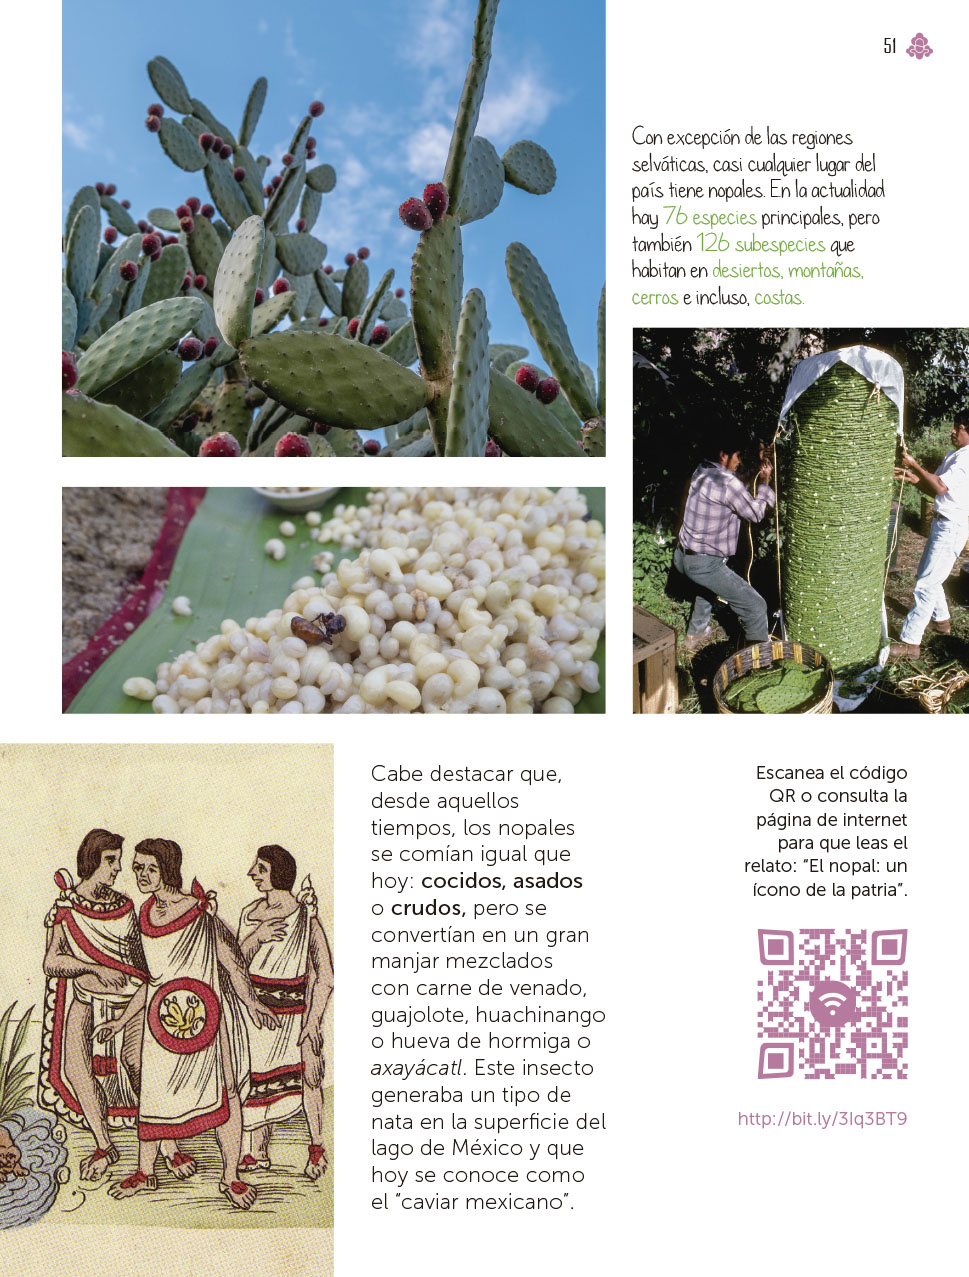 51
Con excepción de las regiones
selváticas, casi cualquier lugar del
país tiene nopales. En la actualidad
hay 76 especies principales, pero
también 126 subespecies que
habitan en desiertos, montañas,
cerros e incluso, costas.
Cabe destacar que,
desde aquellos
tiempos, los nopales
se comían igual que
hoy: cocidos, asados
o crudos, pero se
convertían en un gran
manjar mezclados
con carne de venado,
guajolote, huachinango
o hueva de hormiga o
axayácatl. Este insecto
generaba un tipo de
nata en la superficie del
lago de México y que
hoy se conoce como
el “caviar mexicano”.
Escanea el código
QR o consulta la
página de internet
para que leas el
relato: “El nopal: un
ícono de la patria”.
http://bit.ly/3Iq3BT9